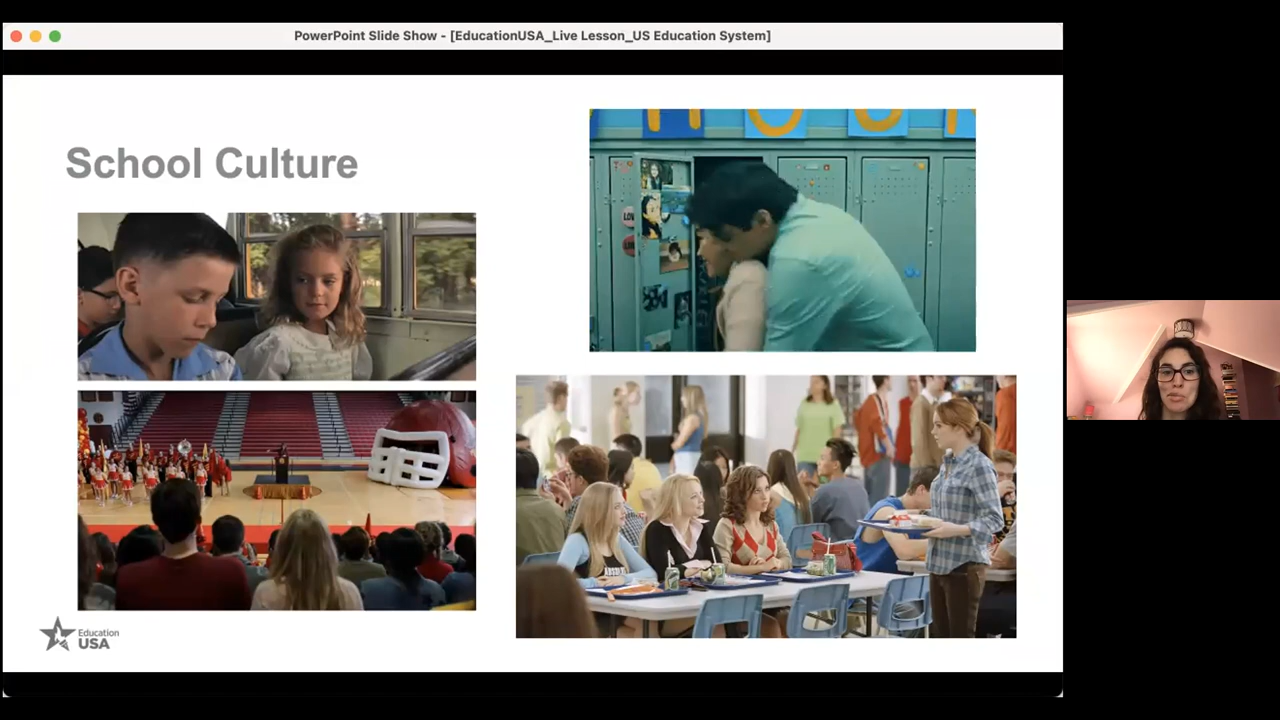 PowerPoint Slide Show - [EducationUSA_Live Lesson_US Education System]
School Culture
Education
USA